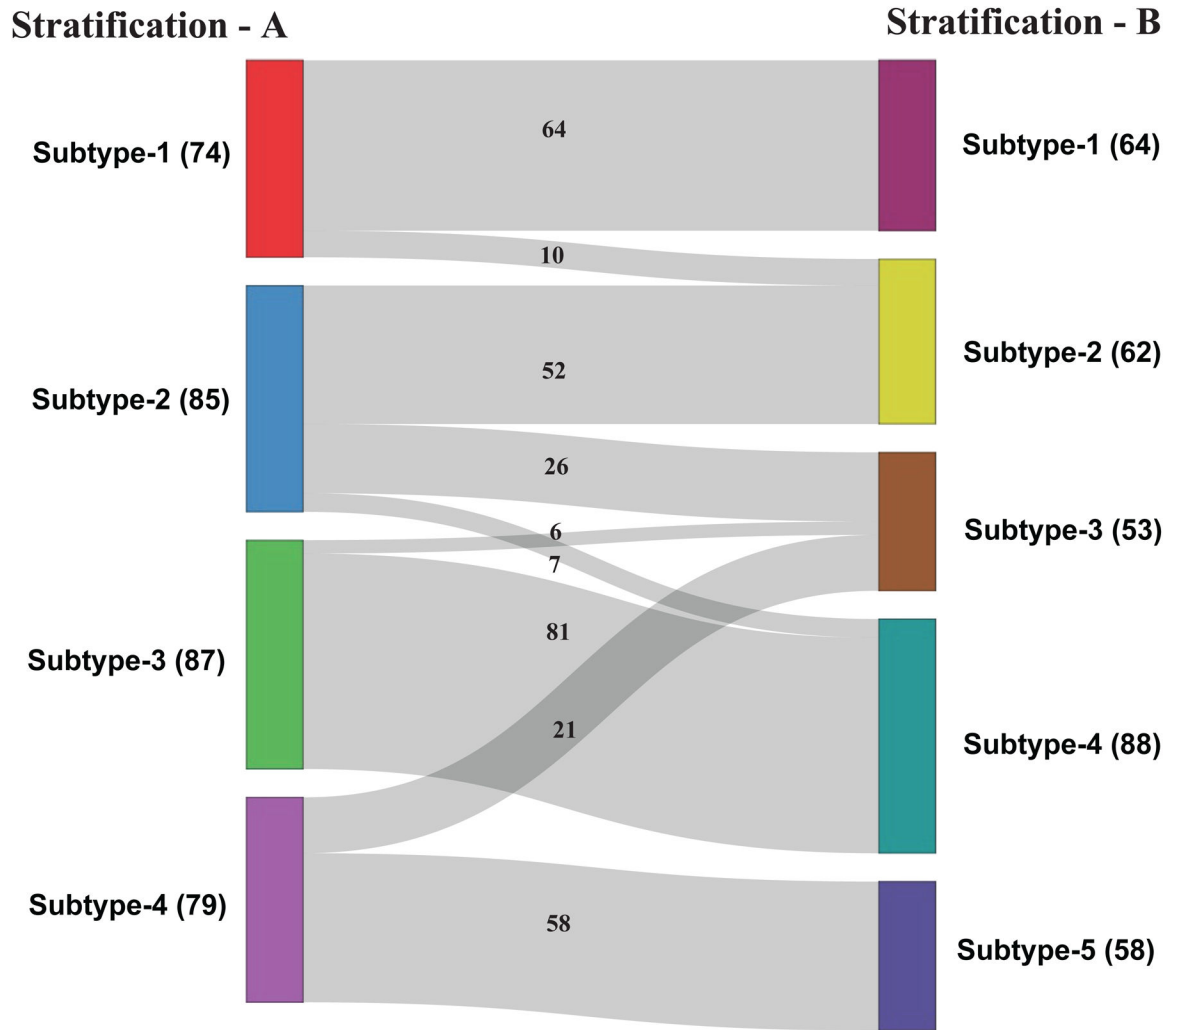 Stratification - A
Stratification - B
Subtype-1 (74)
64
Subtype-1 (64)
10
Subtype-2 (85)
52
Subtype-2 (62)
26
6
7
Subtype-3 (53)
Subtype-3 (87)
81
21
Subtype-4 (88)
Subtype-4 (79)
58
Subtype-5 (58)